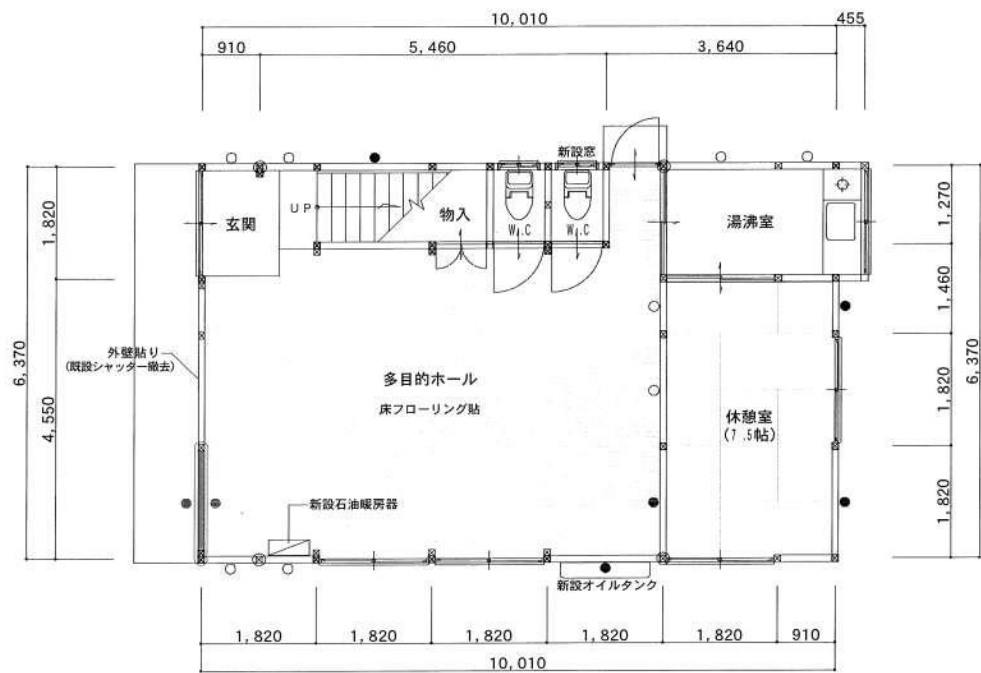 10,010
455
910
5,460
3,640
新設窓
1,820
玄関
UP
物入
W.C
W.C
湯沸室
1,270
1,460
外壁貼り
(既設シャッター撤去)
6,370
4,550
多目的ホール
床フローリング貼
休憩室
(7.5帖)
1,820
6,370
1,820
新設石油暖房器
新設オイルタンク
1,820
1,820
1,820
1,820
1,820
910
10,010